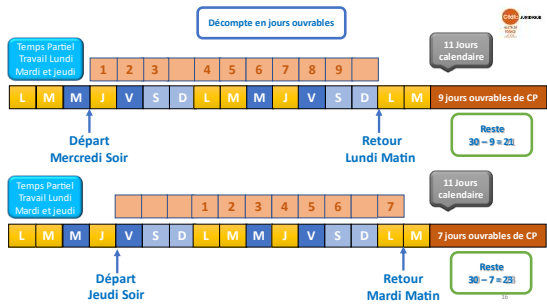 Décompte en jours ouvrables
Crédic JURIDIQUE
Temps Partiel
Travail Lundi
Mardi et jeudi
11 Jours
calendaire
1 2 3 4 5 6 7 8 9
L M M J V S D L M M J V S D L M 9 jours ouvrables de CP
Départ
Mercredi Soir
Retour
Lundi Matin
Reste
30 – 9 = 21
Temps Partiel
Travail Lundi
Mardi et jeudi
11 Jours
calendaire
1 2 3 4 5 6 7
L M M J V S D L M M J V S D L M 7 jours ouvrables de CP
Départ
Jeudi Soir
Retour
Mardi Matin
Reste
30 – 7 = 23
16